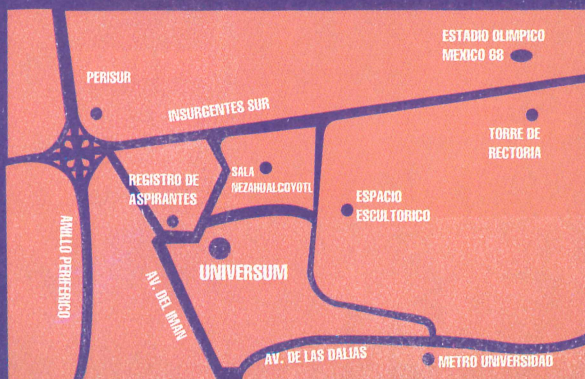 ESTADIO OLIMPICO
MEXICO 68
PERISUR
INSURGENTES SUR
TORRE DE
RECTORIA
REGISTRO DE
ASPIRANTES
SALA
NEZAHUALCOYOTL
ESPACIO
ESCULTORICO
ANILLO PERIFERICO
UNIVERSUM
AV. DEL IMAN
AV. DE LAS DALIAS
METRO UNIVERSIDAD